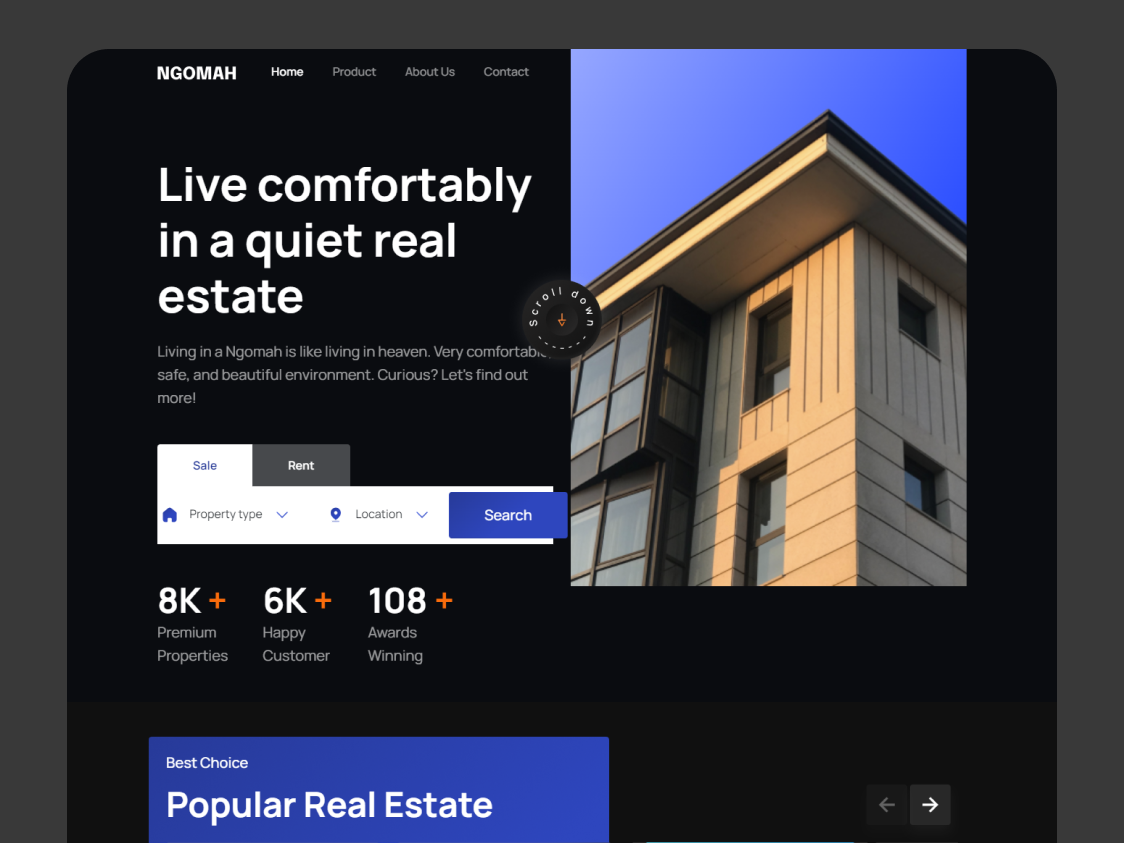 NGOMAH Home Product About Us Contact
Live comfortably
in a quiet real
estate
Scroll down
Living in a Ngomah is like living in heaven. Very comfortable,
safe, and beautiful environment. Curious? Let's find out
more!
Sale Rent
Property type Location Search
8K + 6K + 108 +
Premium Happy Awards
Properties Customer Winning
Best Choice
Popular Real Estate